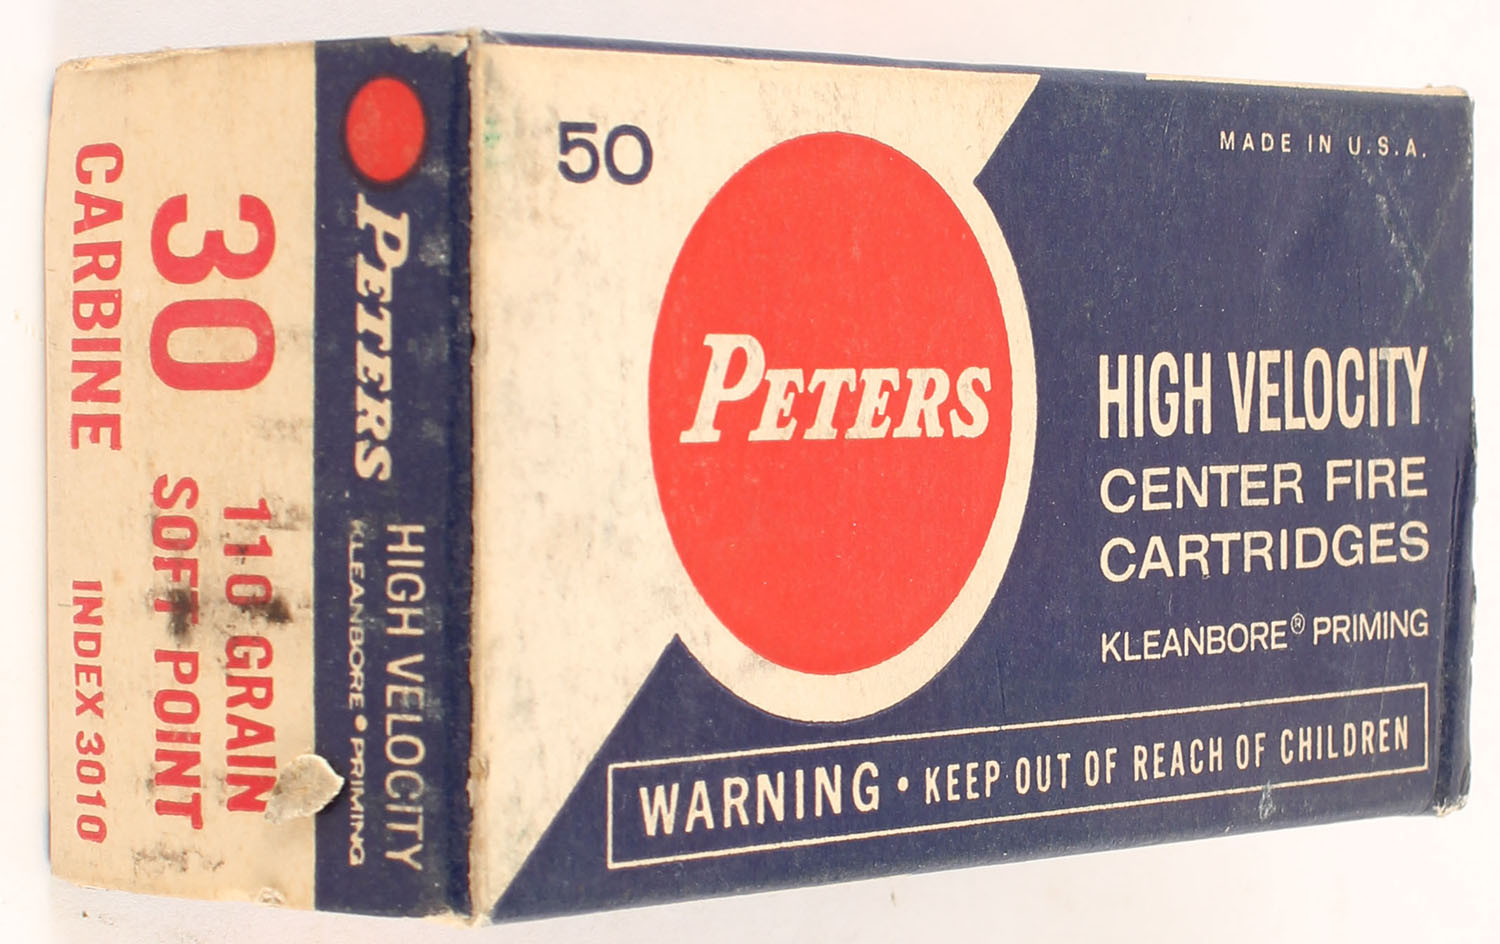 50
PETERS
MADE IN U.S.A.
HIGH VELOCITY
CENTER FIRE
CARTRIDGES
KLEANBORE® PRIMING
WARNING • KEEP OUT OF REACH OF CHILDREN
PETERS HIGH VELOCITY
KLEANBORE • PRIMING
30 110 GRAIN
SOFT POINT
CARBINE INDEX 3010